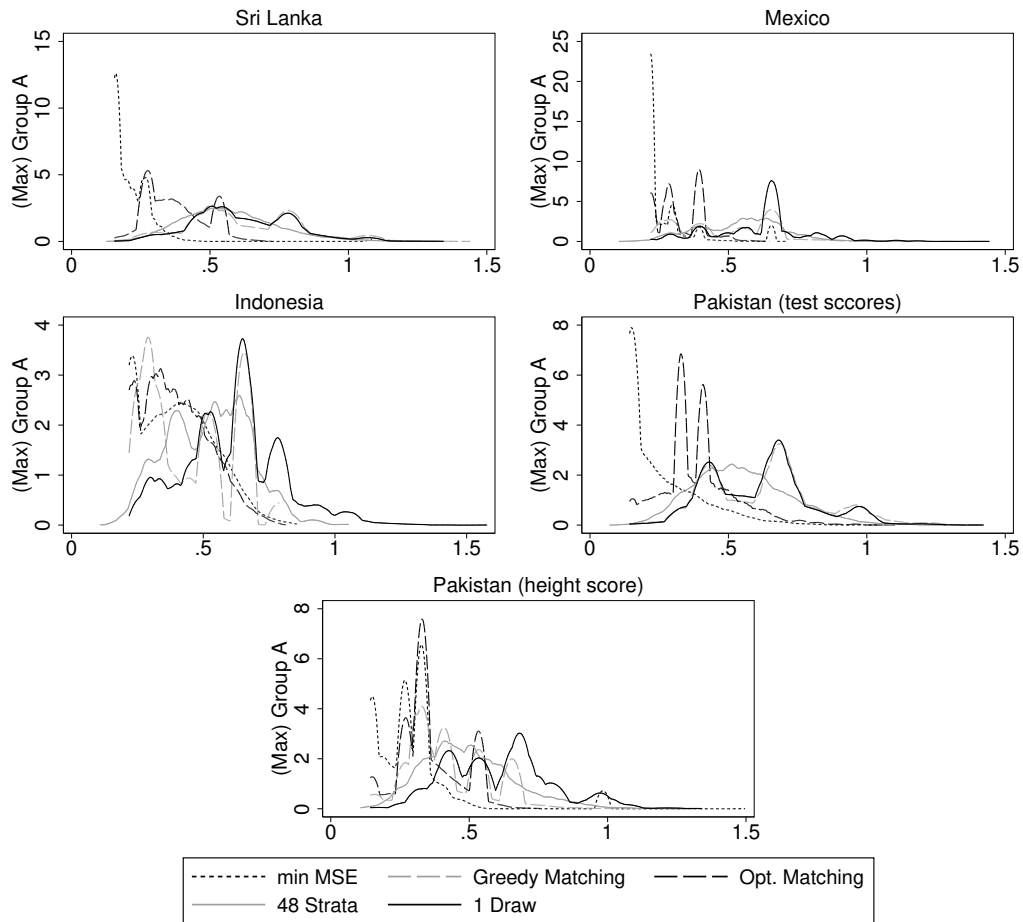 Sri Lanka
(Max) Group A
15
10
5
0
0 .5 1 1.5
Mexico
(Max) Group A
25
20
15
10
5
0
0 .5 1 1.5
Indonesia
(Max) Group A
4
3
2
1
0
0 .5 1 1.5
Pakistan (test sccores)
(Max) Group A
8
6
4
2
0
0 .5 1 1.5
Pakistan (height score)
(Max) Group A
8
6
4
2
0
0 .5 1 1.5
min MSE Greedy Matching Opt. Matching
48 Strata 1 Draw